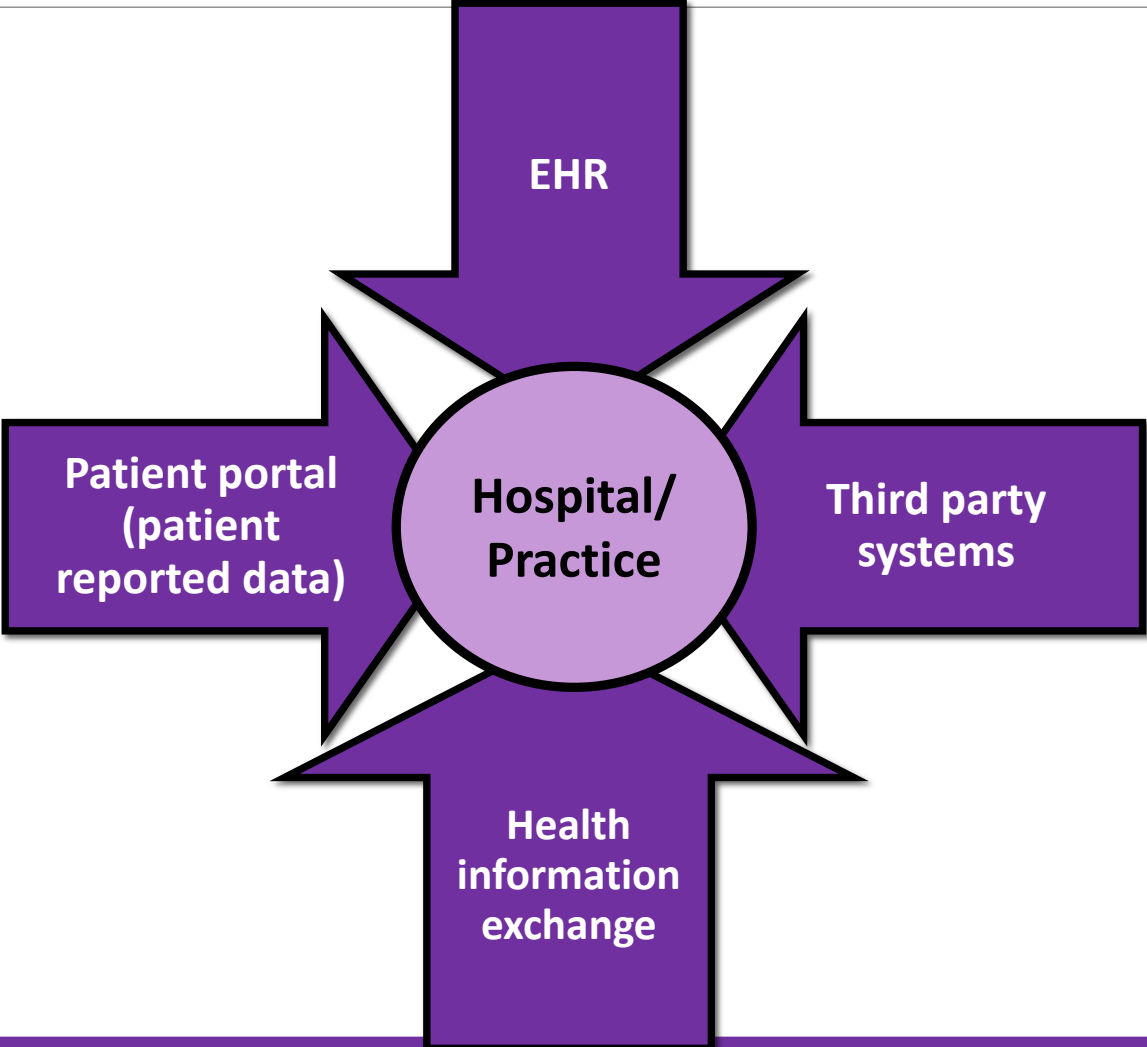 EHR
Patient portal
(patient
reported data)
Hospital/
Practice
Third party
systems
Health
information
exchange